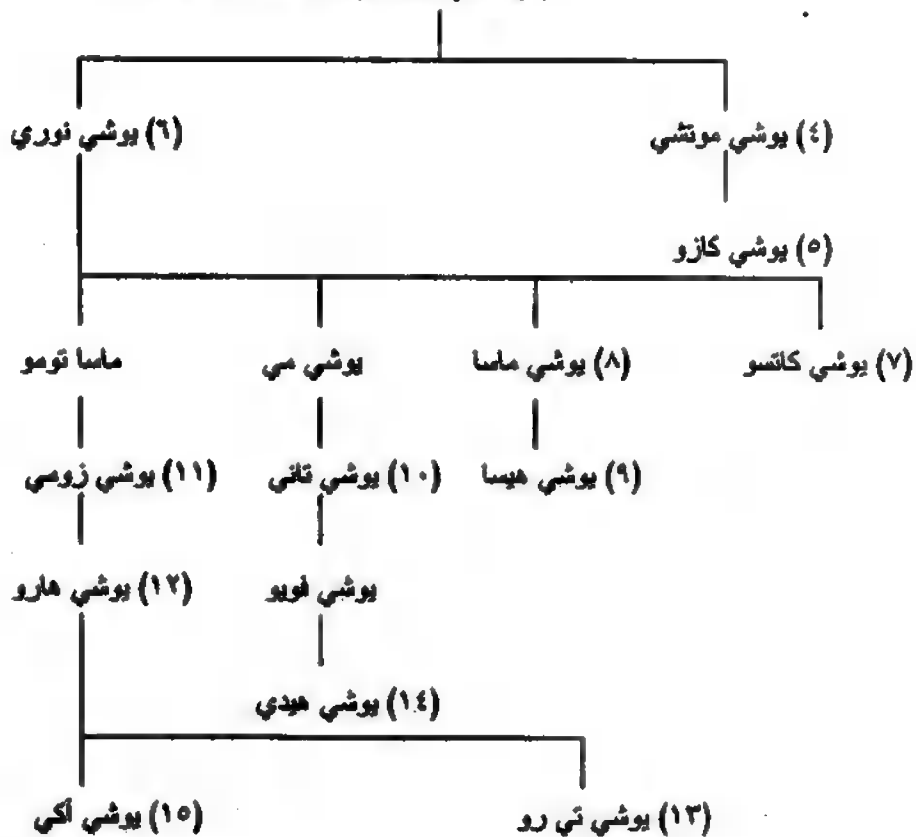 (٤) يوشي موتشي (٦) يوشي نوري
(٥) يوشي كازو
(٧) يوشي كاتسو (٨) يوشي ماسا يوشي مي ماسا تومو
(٩) يوشي هيسا (١٠) يوشي تاني (١١) يوشي زومي
يوشي فويو (١٢) يوشي هارو
(١٤) يوشي هيدي
(١٣) يوشي تي رو (١٥) يوشي أكي